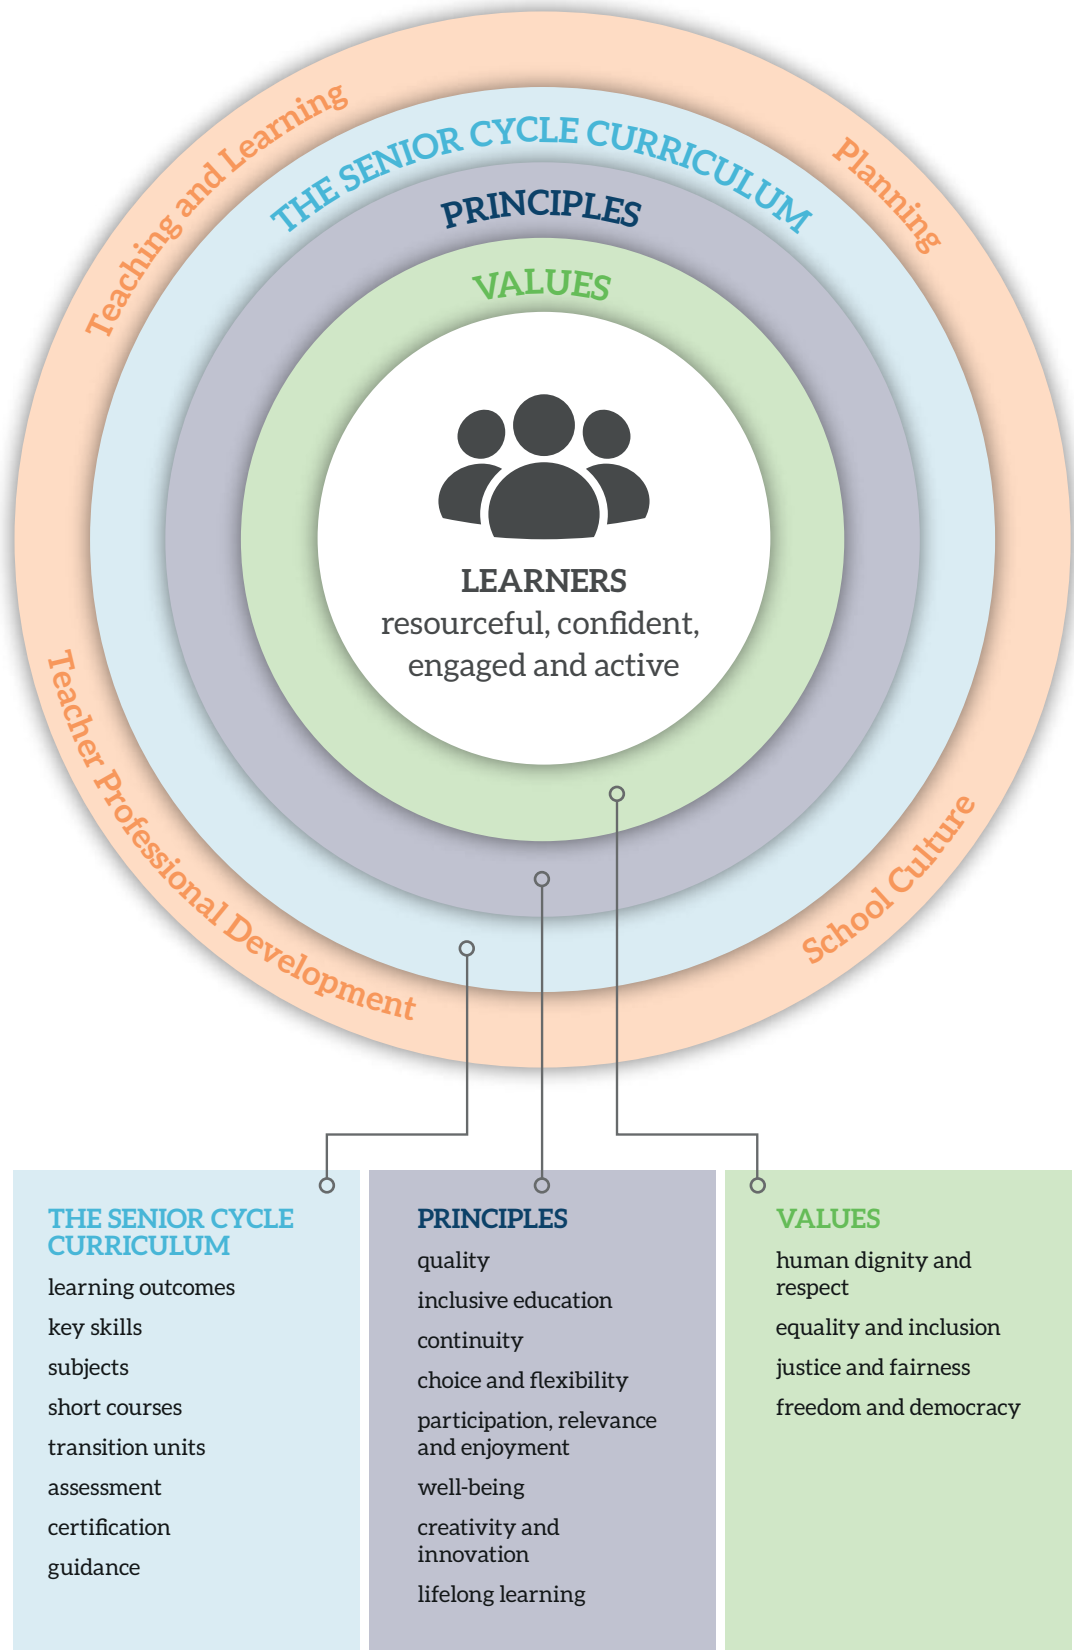 Teaching and Learning
Planning
THE SENIOR CYCLE CURRICULUM
PRINCIPLES
VALUES
LEARNERS
resourceful, confident,
engaged and active
Teacher Professional Development
School Culture
THE SENIOR CYCLE
CURRICULUM
learning outcomes
key skills
subjects
short courses
transition units
assessment
certification
guidance
PRINCIPLES
quality
inclusive education
continuity
choice and flexibility
participation, relevance
and enjoyment
well-being
creativity and
innovation
lifelong learning
VALUES
human dignity and
respect
equality and inclusion
justice and fairness
freedom and democracy